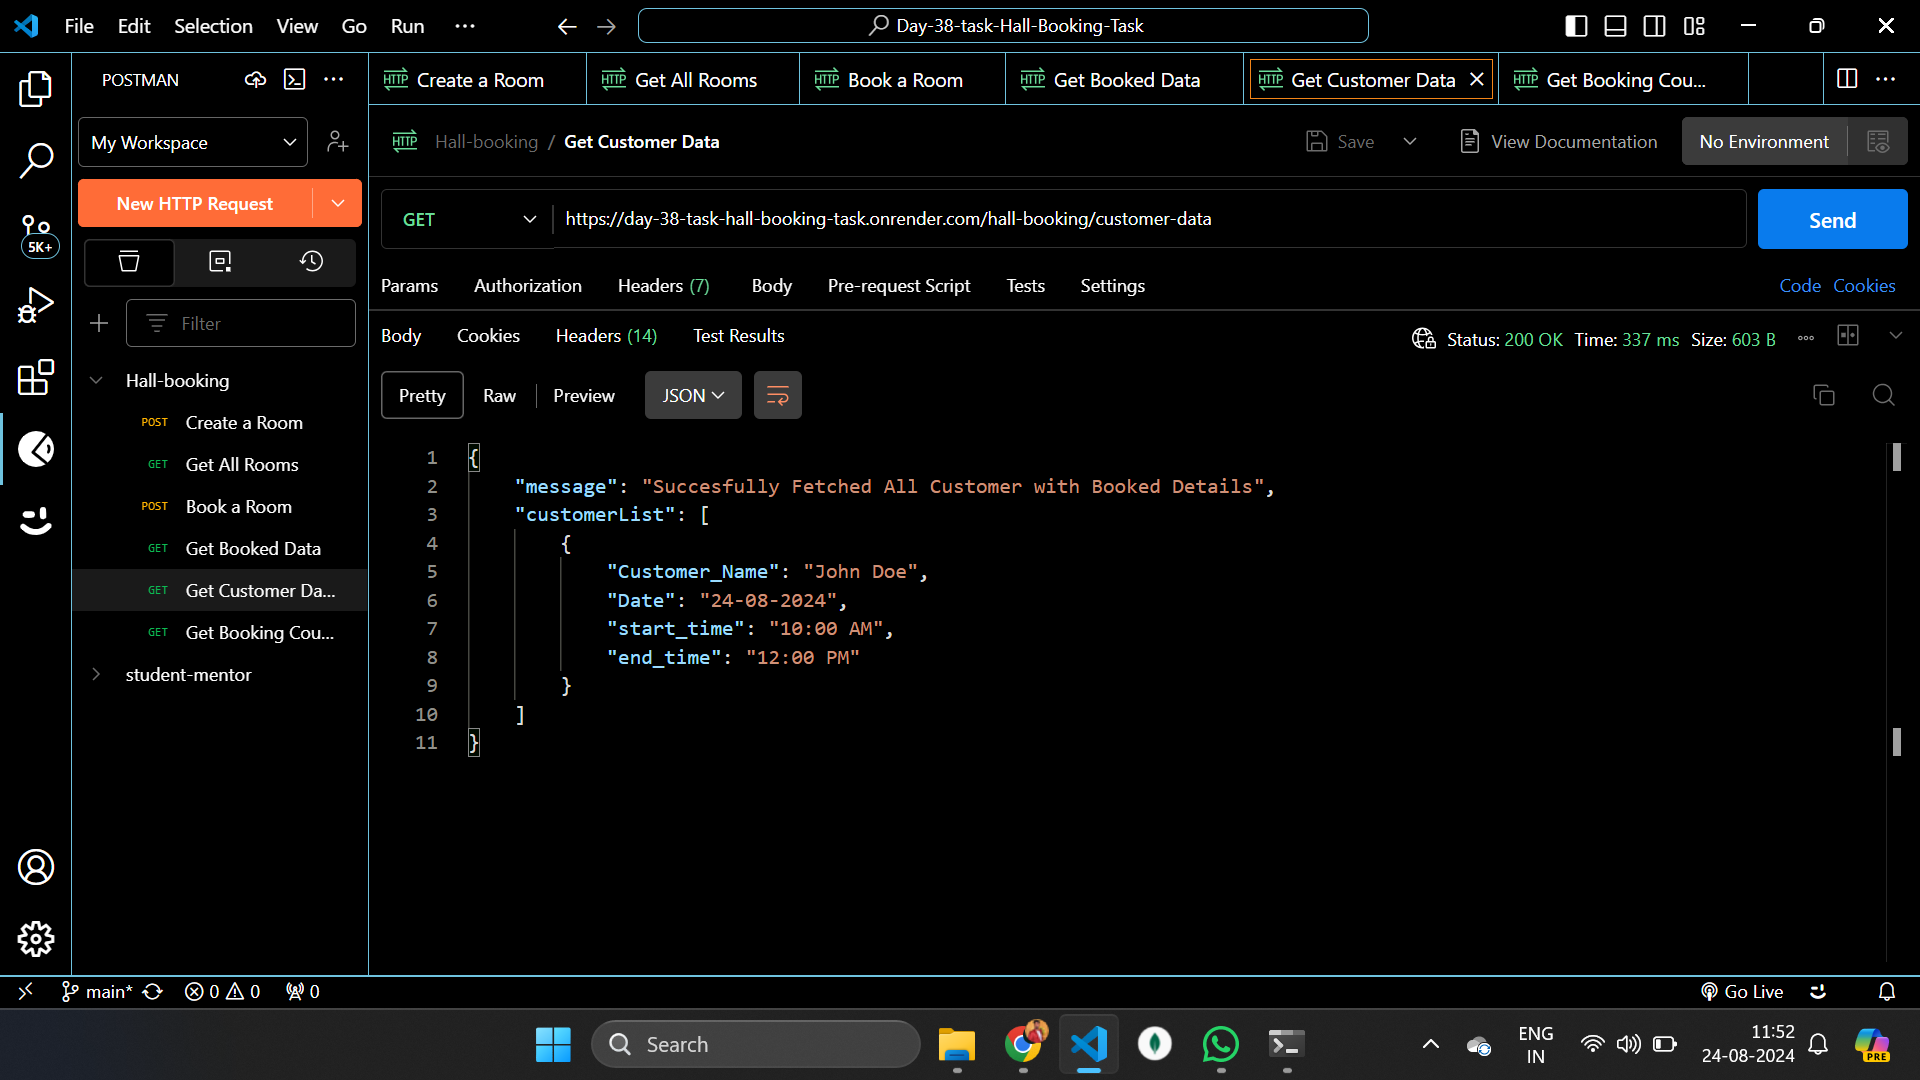 File Edit Selection View Go Run ···
Day-38-task-Hall-Booking-Task
POSTMAN
Create a Room
Get All Rooms
Book a Room
Get Booked Data
Get Customer Data
Get Booking Cou...
My Workspace
Hall-booking / Get Customer Data
Save
View Documentation
No Environment
New HTTP Request
GET
https://day-38-task-hall-booking-task.onrender.com/hall-booking/customer-data
Send
5K+
Params Authorization Headers (7) Body Pre-request Script Tests Settings
Code Cookies
Filter
Body Cookies Headers (14) Test Results
Status: 200 OK Time: 337 ms Size: 603 B
Pretty Raw Preview JSON
Hall-booking
POST Create a Room
GET Get All Rooms
POST Book a Room
GET Get Booked Data
GET Get Customer Da...
GET Get Booking Cou...
student-mentor
1 {
2 "message": "Succesfully Fetched All Customer with Booked Details",
3 "customerList": [
4 {
5 "Customer_Name": "John Doe",
6 "Date": "24-08-2024",
7 "start_time": "10:00 AM",
8 "end_time": "12:00 PM"
9 }
10 ]
11 }
main* 0 0 0
Go Live
Search
ENG
IN
11:52
24-08-2024
PRE